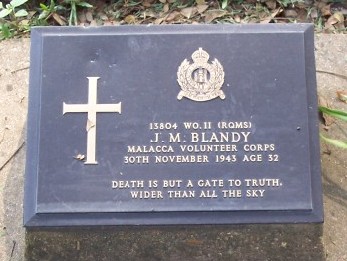 13804 WO.II (RQMS)
J. M. BLANDY
MALACCA VOLUNTEER CORPS
30TH NOVEMBER 1943 AGE 32
DEATH IS BUT A GATE TO TRUTH,
WIDER THAN ALL THE SKY